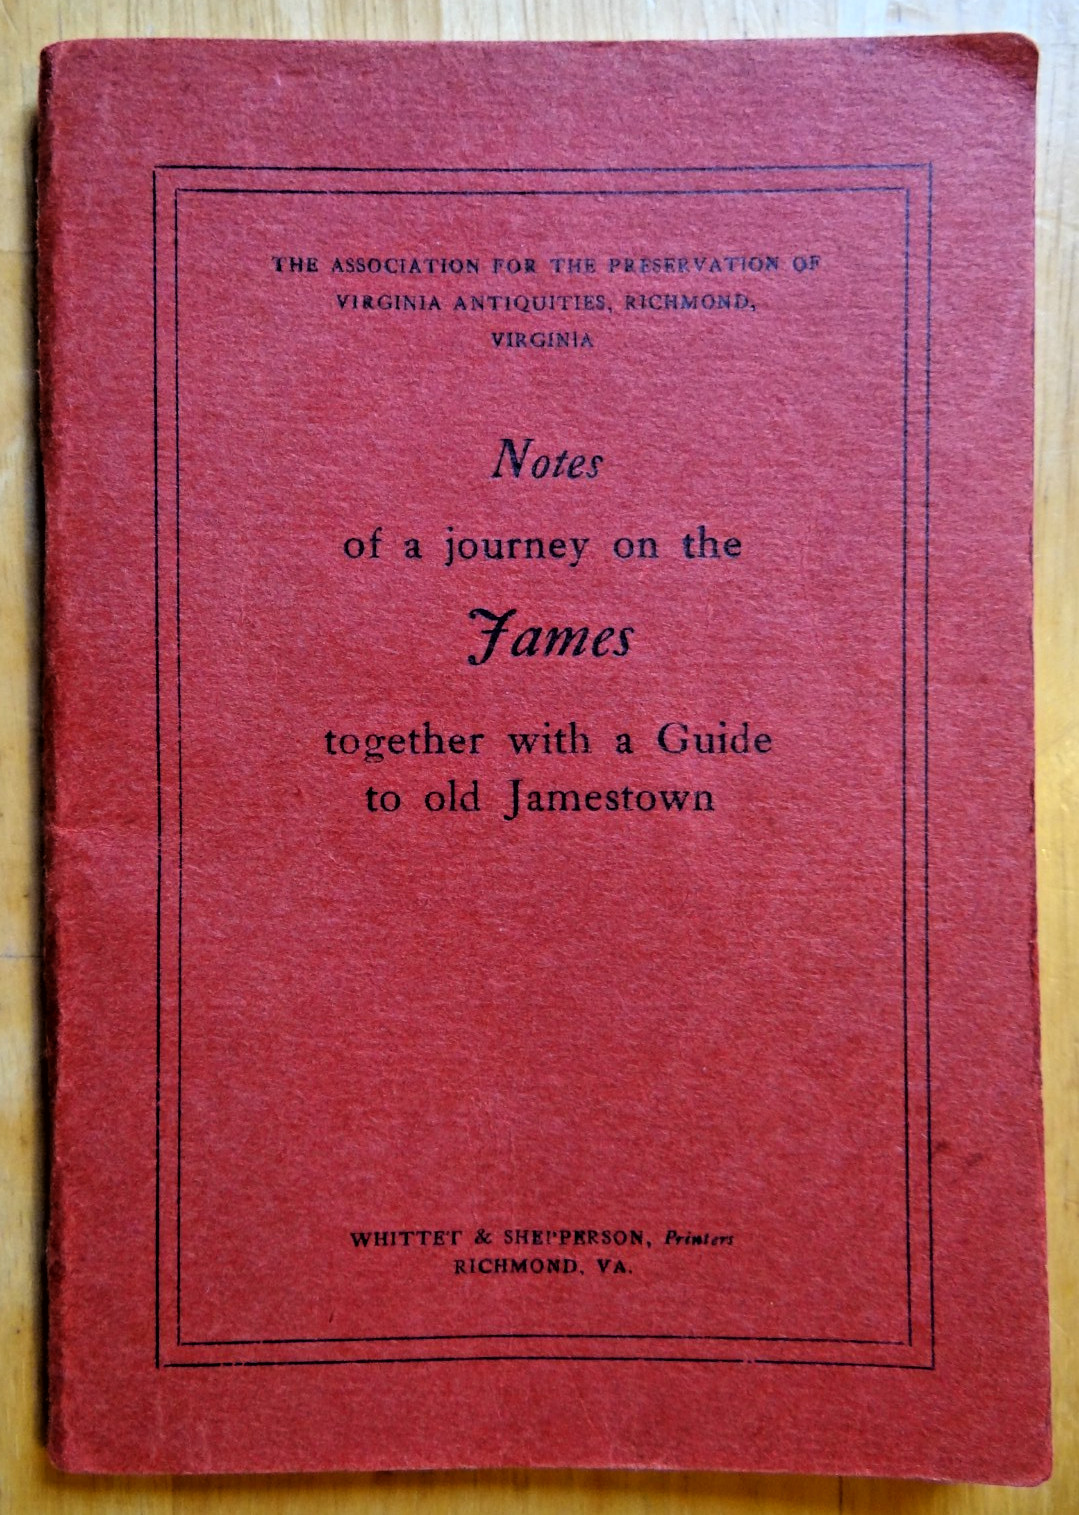 THE ASSOCIATION FOR THE PRESERVATION OF
VIRGINIA ANTIQUITIES, RICHMOND,
VIRGINIA
Notes
of a journey on the
James
together with a Guide
to old Jamestown
WHITTET & SHEPPERSON, Printers
RICHMOND, VA.